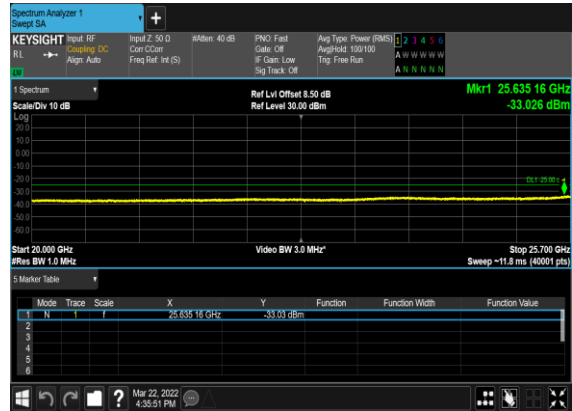 Spectrum Analyzer 1
Swept SA
KEYSIGHT Input: RF Input Z: 50 Ω #Atten: 40 dB PNO: Fast Avg Type: Power (RMS) 1 2 3 4 5 6
RL Coupling: DC Corr CCorr Gate: Off Avg|Hold: 100/100 A W W W W W
Align: Auto Freq Ref: Int (S) IF Gain: Low Trig: Free Run
Sig Track: Off A N N N N N
1 Spectrum
Scale/Div 10 dB
Ref Lvl Offset 8.50 dB
Ref Level 30.00 dBm
Mkr1 25.635 16 GHz
-33.026 dBm
Log
20.0
10.0
0.00
-10.0
-20.0
-30.0
-40.0
-50.0
-60.0
Start 20.000 GHz Video BW 3.0 MHz* Stop 25.700 GHz
#Res BW 1.0 MHz Sweep ~11.8 ms (40001 pts)
5 Marker Table
Mode Trace Scale X Y Function Function Width Function Value
1 N 1 f 25.635 16 GHz -33.03 dBm
2
3
4
5
6
? Mar 22, 2022
4:35:51 PM